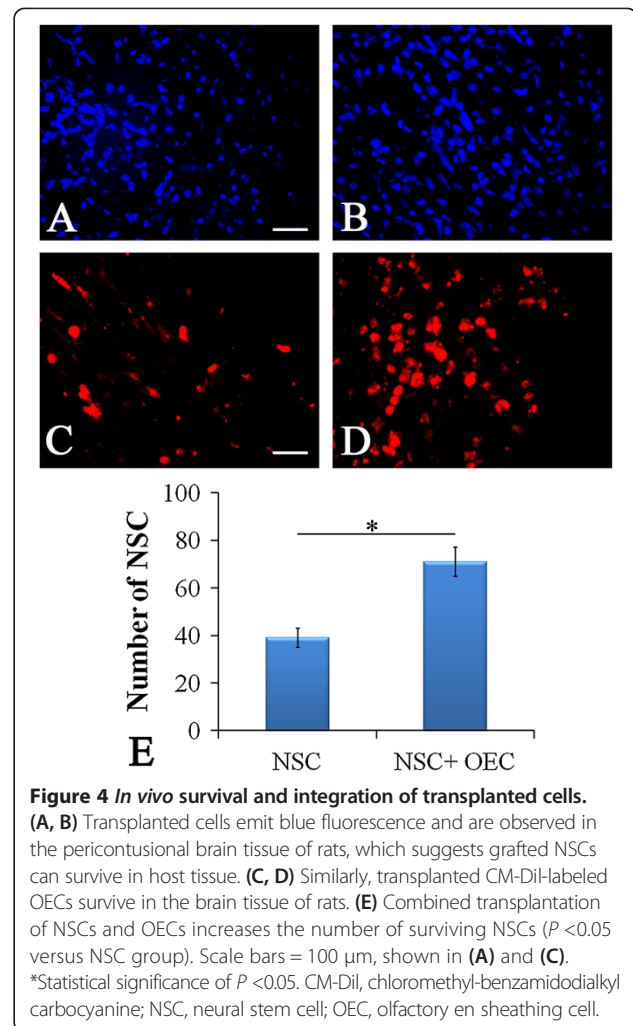 A
B
C
D
100
80
60
40
20
0
Number of NSC
*
E
NSC
NSC+ OEC
Figure 4 In vivo survival and integration of transplanted cells.
(A, B) Transplanted cells emit blue fluorescence and are observed in
the pericontusional brain tissue of rats, which suggests grafted NSCs
can survive in host tissue. (C, D) Similarly, transplanted CM-Dil-labeled
OECs survive in the brain tissue of rats. (E) Combined transplantation
of NSCs and OECs increases the number of surviving NSCs (P <0.05
versus NSC group). Scale bars = 100 μm, shown in (A) and (C).
*Statistical significance of P <0.05. CM-Dil, chloromethyl-benzamidodialkyl
carbocyanine; NSC, neural stem cell; OEC, olfactory en sheathing cell.